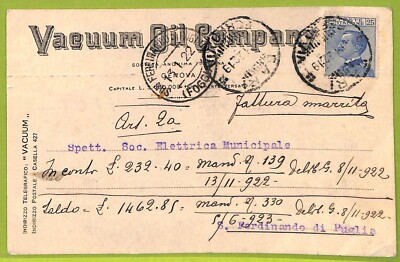 Vacuum Oil Company
GENOVA
CAPITALE L.
fattura marrita
Art. 2a
Spett. Soc. Elettrica Municipale
In conto £. 232.40 = mand. n. 139 Delib. G. 8/11-922
13/11-922-
Saldo = £. 1462.85 = mand. n. 330 Delib. G. 8/11-922
5/6-923-
S. Ferdinando di Puglia
INDIRIZZO TELEGRAFICO: "VACUUM"
INDIRIZZO POSTALE: CASELLA 427